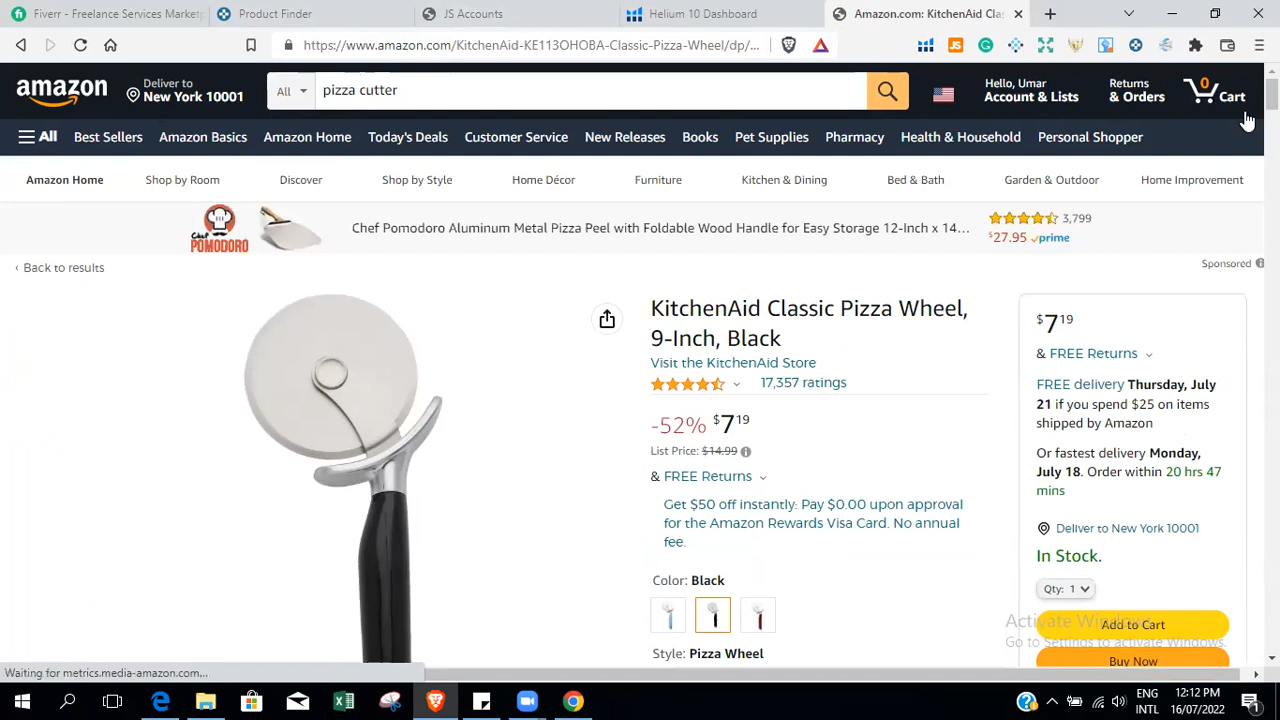 Fiverr - Freelance Services Market
Product Finder
JS Accounts
Helium 10 Dashboard
Amazon.com: KitchenAid Clas
https://www.amazon.com/KitchenAid-KE113OHOBA-Classic-Pizza-Wheel/dp/...
amazon
Deliver to
New York 10001
All
pizza cutter
Hello, Umar
Account & Lists
Returns
& Orders
0
Cart
All
Best Sellers
Amazon Basics
Amazon Home
Today's Deals
Customer Service
New Releases
Books
Pet Supplies
Pharmacy
Health & Household
Personal Shopper
Amazon Home
Shop by Room
Discover
Shop by Style
Home Décor
Furniture
Kitchen & Dining
Bed & Bath
Garden & Outdoor
Home Improvement
CHEF
POMODORO
Chef Pomodoro Aluminum Metal Pizza Peel with Foldable Wood Handle for Easy Storage 12-Inch x 14...
3,799
$27.95 prime
‹ Back to results
Sponsored
KitchenAid Classic Pizza Wheel,
9-Inch, Black
Visit the KitchenAid Store
17,357 ratings
-52% $719
List Price: $14.99
& FREE Returns
Get $50 off instantly: Pay $0.00 upon approval
for the Amazon Rewards Visa Card. No annual
fee.
Color: Black
Style: Pizza Wheel
$719
& FREE Returns
FREE delivery Thursday, July
21 if you spend $25 on items
shipped by Amazon
Or fastest delivery Monday,
July 18. Order within 20 hrs 47
mins
Deliver to New York 10001
In Stock.
Qty: 1
Add to Cart
Buy Now
Activate Windows
Go to Settings to activate Windows.
Waiting for metrics.media-amazon.com...
ENG
INTL
12:12 PM
16/07/2022
1